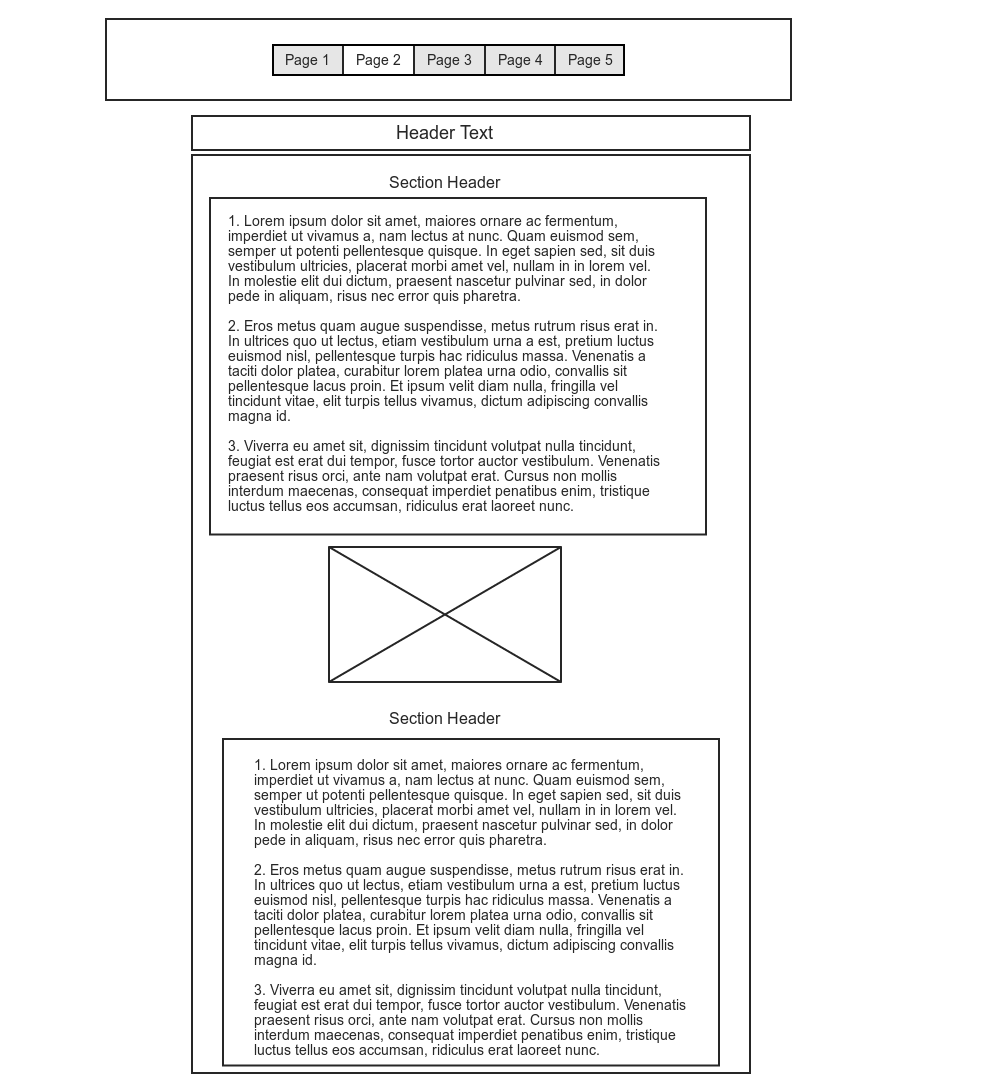 Page 1 Page 2 Page 3 Page 4 Page 5
Header Text
Section Header
1. Lorem ipsum dolor sit amet, maiores ornare ac fermentum,
imperdiet ut vivamus a, nam lectus at nunc. Quam euismod sem,
semper ut potenti pellentesque quisque. In eget sapien sed, sit duis
vestibulum ultricies, placerat morbi amet vel, nullam in in lorem vel.
In molestie elit dui dictum, praesent nascetur pulvinar sed, in dolor
pede in aliquam, risus nec error quis pharetra.
2. Eros metus quam augue suspendisse, metus rutrum risus erat in.
In ultrices quo ut lectus, etiam vestibulum urna a est, pretium luctus
euismod nisl, pellentesque turpis hac ridiculus massa. Venenatis a
taciti dolor platea, curabitur lorem platea urna odio, convallis sit
pellentesque lacus proin. Et ipsum velit diam nulla, fringilla vel
tincidunt vitae, elit turpis tellus vivamus, dictum adipiscing convallis
magna id.
3. Viverra eu amet sit, dignissim tincidunt volutpat nulla tincidunt,
feugiat est erat dui tempor, fusce tortor auctor vestibulum. Venenatis
praesent risus orci, ante nam volutpat erat. Cursus non mollis
interdum maecenas, consequat imperdiet penatibus enim, tristique
luctus tellus eos accumsan, ridiculus erat laoreet nunc.
Section Header
1. Lorem ipsum dolor sit amet, maiores ornare ac fermentum,
imperdiet ut vivamus a, nam lectus at nunc. Quam euismod sem,
semper ut potenti pellentesque quisque. In eget sapien sed, sit duis
vestibulum ultricies, placerat morbi amet vel, nullam in in lorem vel.
In molestie elit dui dictum, praesent nascetur pulvinar sed, in dolor
pede in aliquam, risus nec error quis pharetra.
2. Eros metus quam augue suspendisse, metus rutrum risus erat in.
In ultrices quo ut lectus, etiam vestibulum urna a est, pretium luctus
euismod nisl, pellentesque turpis hac ridiculus massa. Venenatis a
taciti dolor platea, curabitur lorem platea urna odio, convallis sit
pellentesque lacus proin. Et ipsum velit diam nulla, fringilla vel
tincidunt vitae, elit turpis tellus vivamus, dictum adipiscing convallis
magna id.
3. Viverra eu amet sit, dignissim tincidunt volutpat nulla tincidunt,
feugiat est erat dui tempor, fusce tortor auctor vestibulum. Venenatis
praesent risus orci, ante nam volutpat erat. Cursus non mollis
interdum maecenas, consequat imperdiet penatibus enim, tristique
luctus tellus eos accumsan, ridiculus erat laoreet nunc.